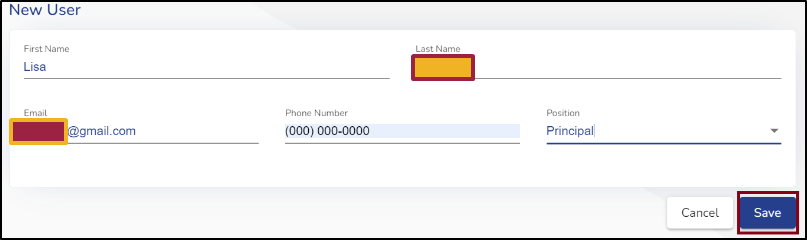 New User
First Name
Last Name
Lisa
Email
Phone Number
Position
@gmail.com
(000) 000-0000
Principal
Cancel
Save